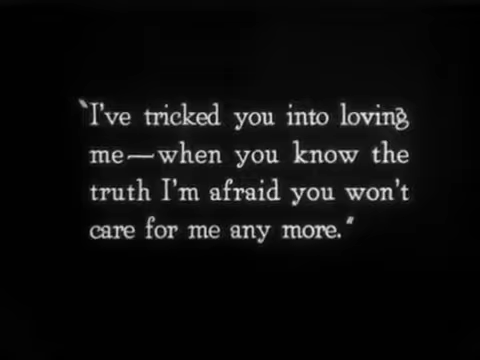 "I've tricked you into loving
me—when you know the
truth I'm afraid you won't
care for me any more."